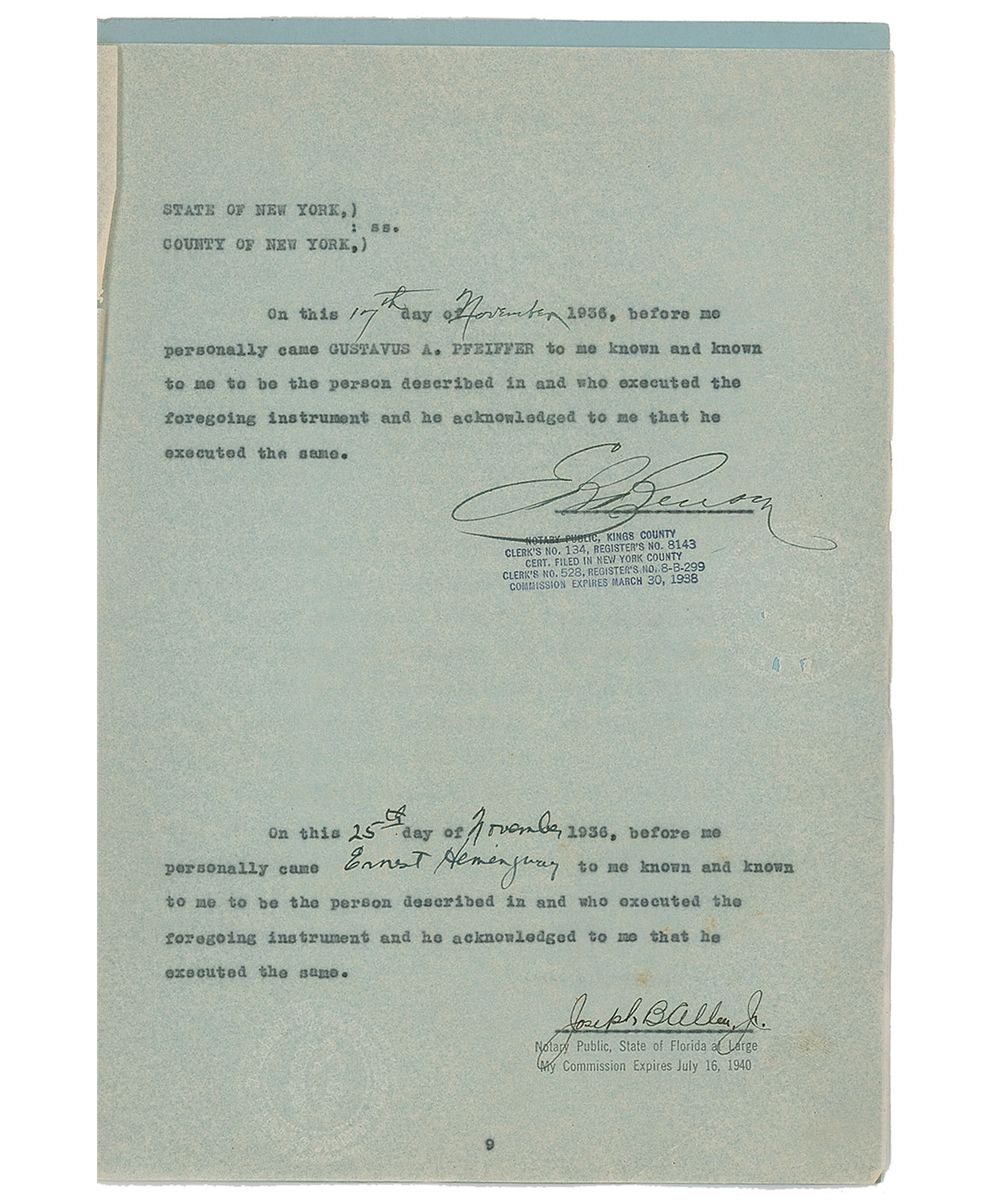 STATE OF NEW YORK,)
: ss.
COUNTY OF NEW YORK,)
On this 17th day of November 1936, before me
personally came GUSTAVUS A. PFEIFFER to me known and known
to me to be the person described in and who executed the
foregoing instrument and he acknowledged to me that he
executed the same.
Benson
NOTARY PUBLIC, KINGS COUNTY
CLERK'S NO. 134, REGISTER'S NO. 8143
CERT. FILED IN NEW YORK COUNTY
CLERK'S NO. 528, REGISTER'S NO. 8-B-299
COMMISSION EXPIRES MARCH 30, 1938
On this 25th day of November 1936, before me
personally came Ernest Hemingway to me known and known
to me to be the person described in and who executed the
foregoing instrument and he acknowledged to me that he
executed the same.
Joseph B Allen, Jr.
Notary Public, State of Florida at Large
My Commission Expires July 16, 1940
9